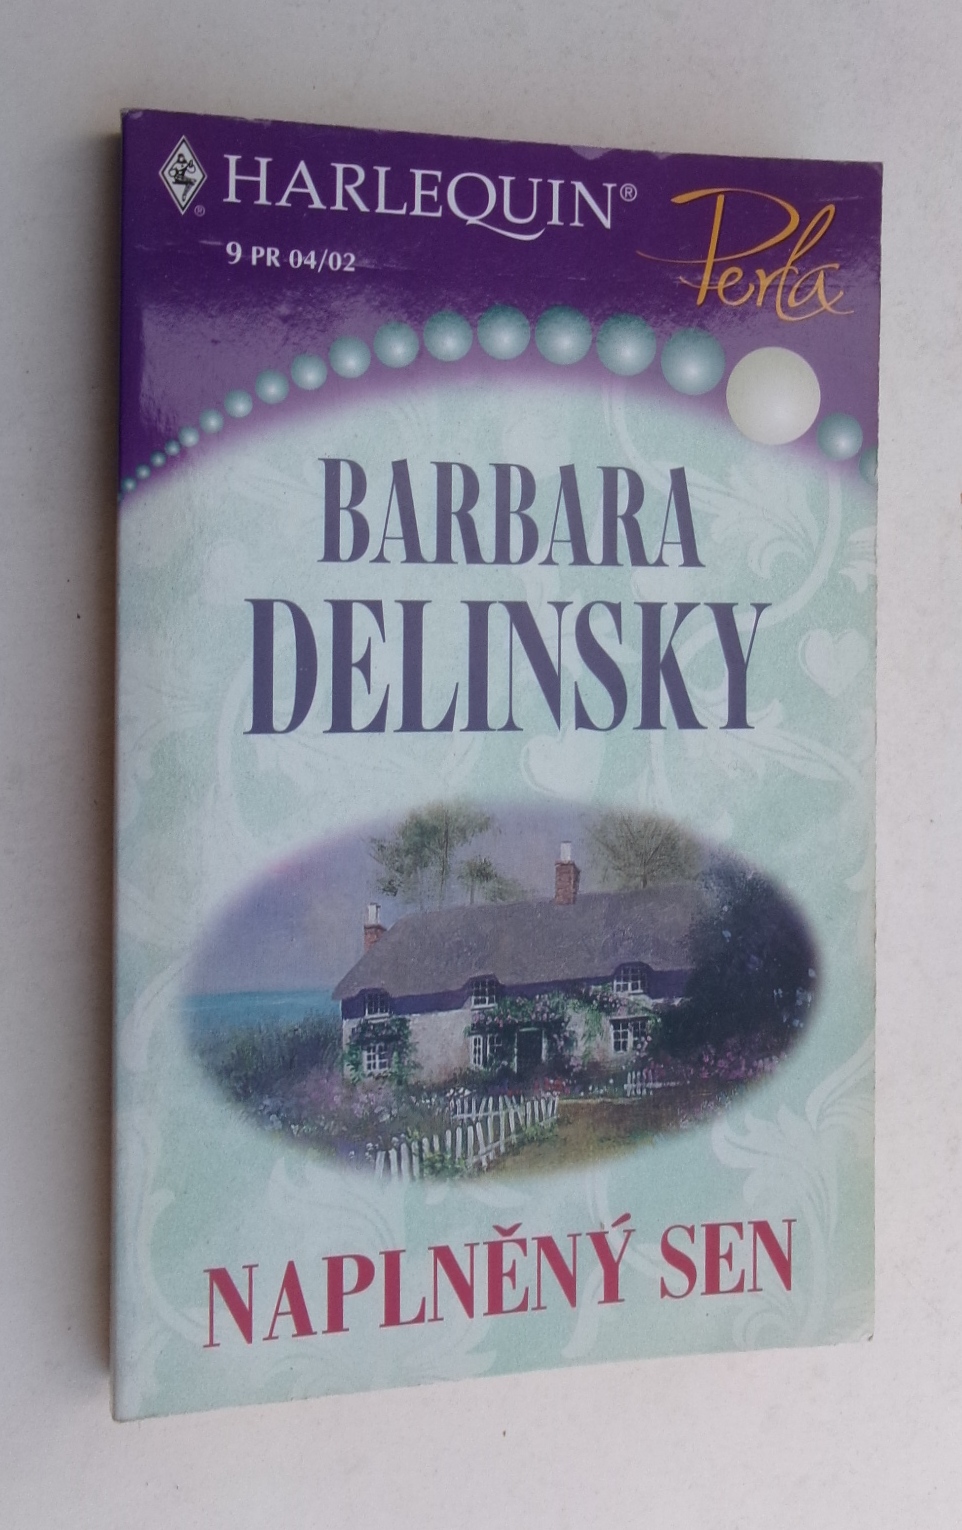 HARLEQUIN®
Perla
9 PR 04/02
BARBARA
DELINSKY
NAPLNĚNÝ SEN